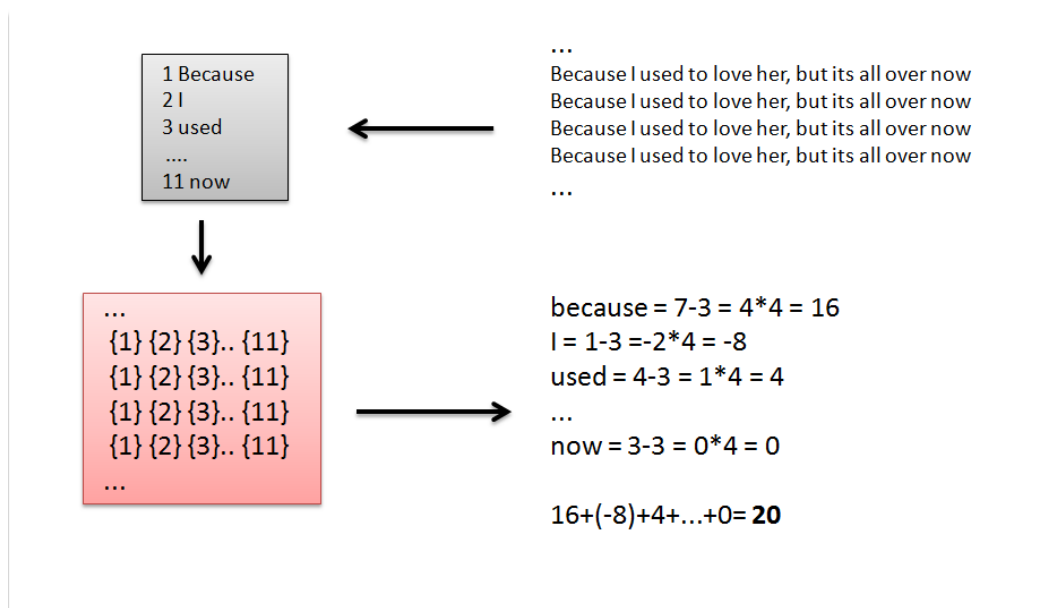 1 Because
2 I
3 used
....
11 now
...
Because I used to love her, but its all over now
Because I used to love her, but its all over now
Because I used to love her, but its all over now
Because I used to love her, but its all over now
...
...
{1} {2} {3}.. {11}
{1} {2} {3}.. {11}
{1} {2} {3}.. {11}
{1} {2} {3}.. {11}
...
because = 7-3 = 4*4 = 16
I = 1-3 =-2*4 = -8
used = 4-3 = 1*4 = 4
...
now = 3-3 = 0*4 = 0
16+(-8)+4+...+0= 20